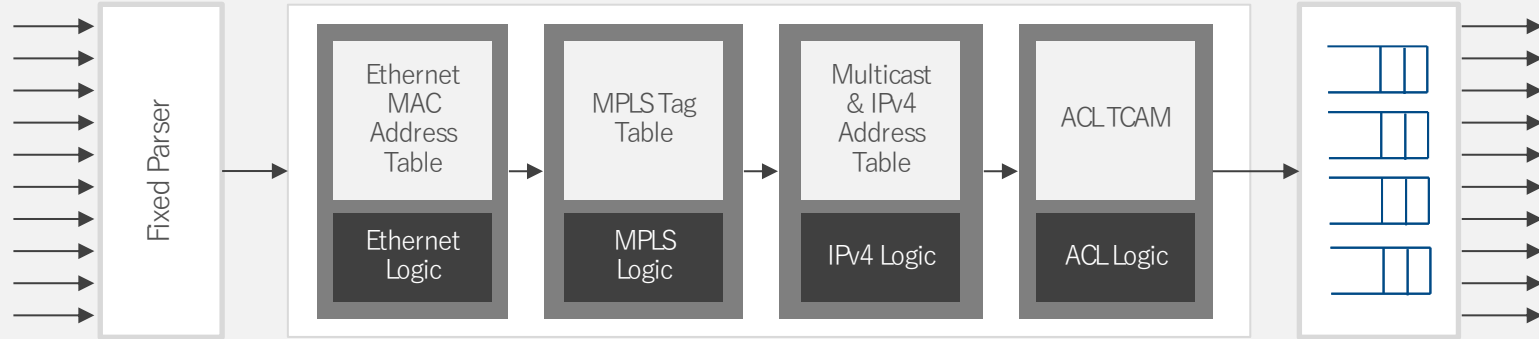 Fixed Parser
Ethernet
MAC
Address
Table
Ethernet
Logic
MPLS Tag
Table
MPLS
Logic
Multicast
& IPv4
Address
Table
IPv4 Logic
ACL TCAM
ACL Logic